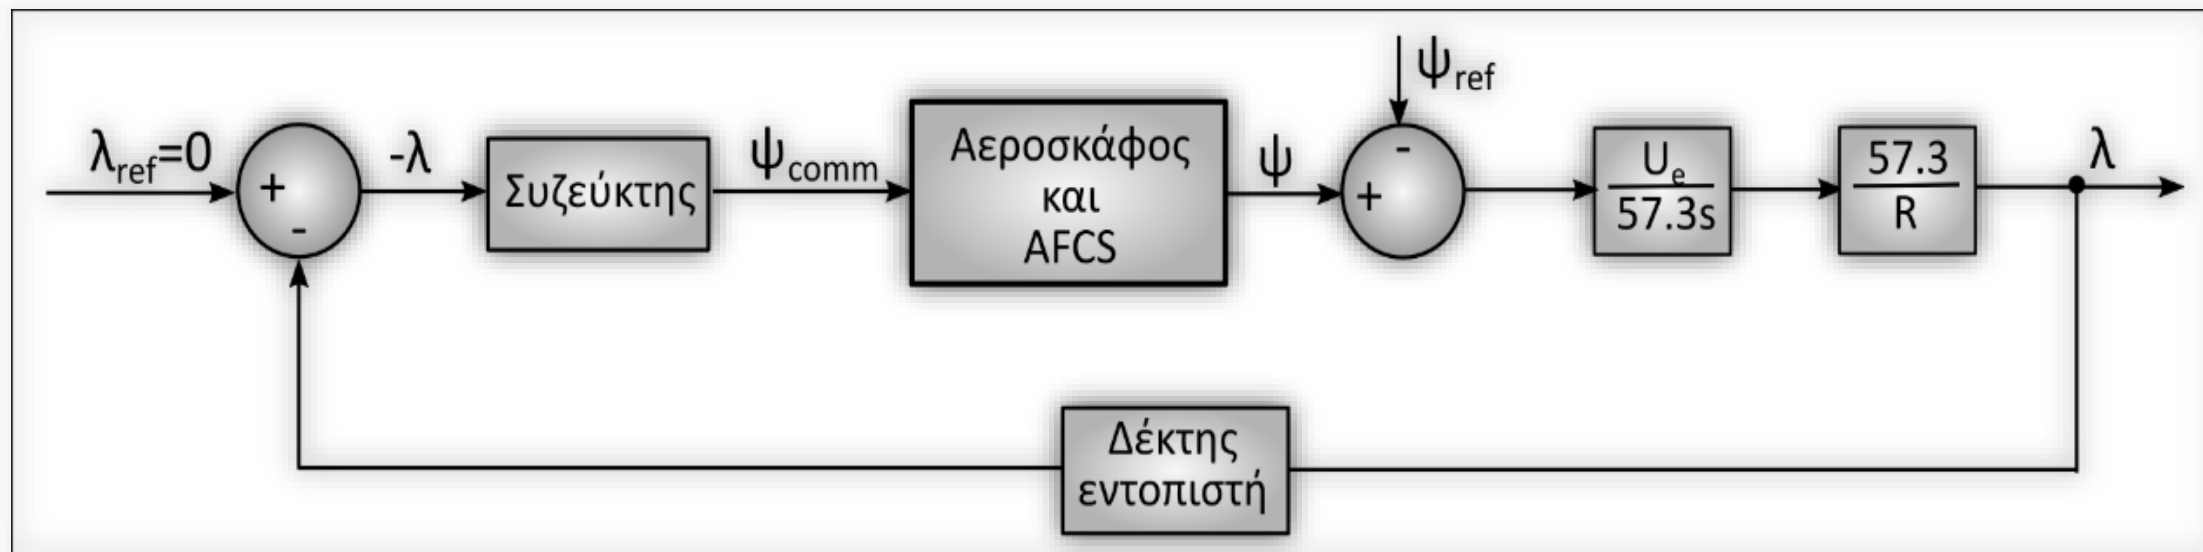 λref=0
+
-
-λ
Συζεύκτης
ψcomm
Αεροσκάφος
και
AFCS
ψ
ψref
-
+
Ue
57.3s
57.3
R
λ
Δέκτης
εντοπιστή